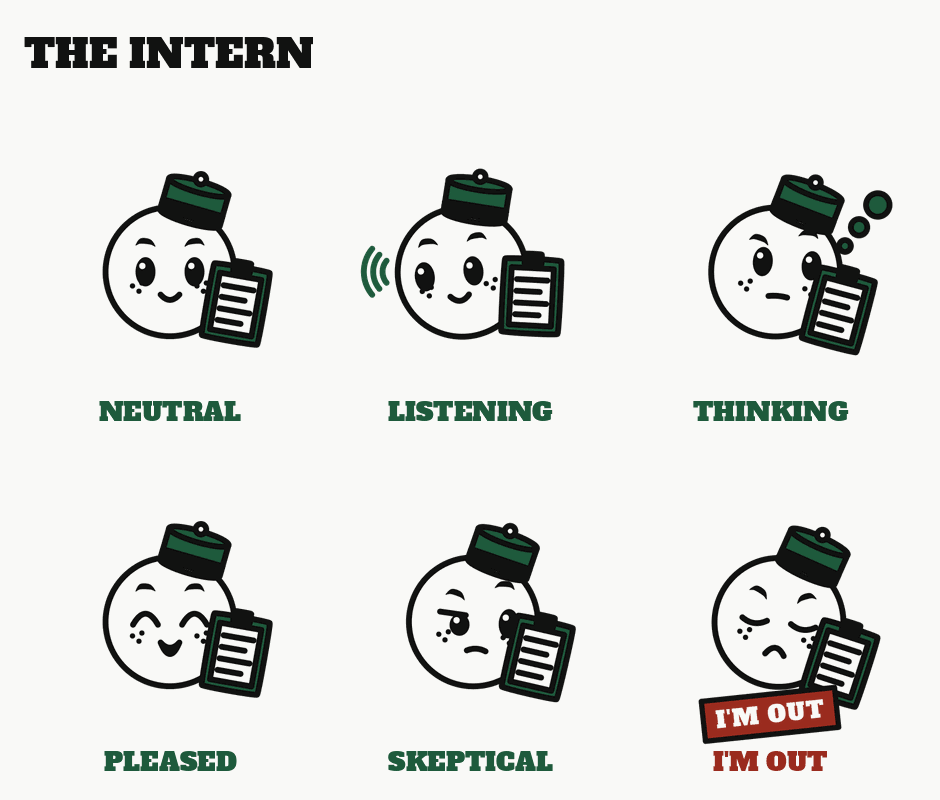 THE INTERN
NEUTRAL
LISTENING
THINKING
PLEASED
SKEPTICAL
I'M OUT
I'M OUT